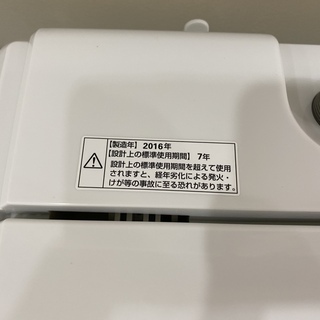 【製造年】2016年
【設計上の標準使用期間】7年
設計上の標準使用期間を超えて使用
されますと、経年劣化による発火・
けが等の事故に至る恐れがあります。